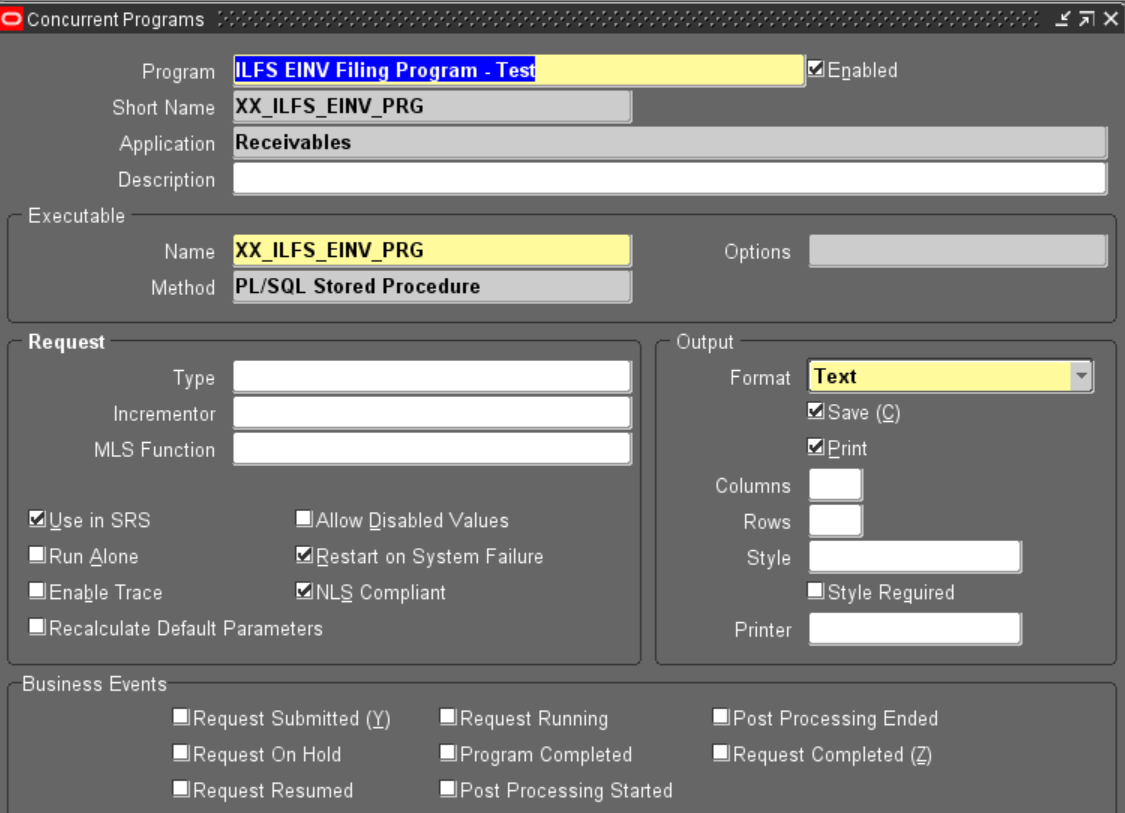 Concurrent Programs
Program ILFS EINV Filing Program - Test Enabled
Short Name XX_ILFS_EINV_PRG
Application Receivables
Description
Executable
Name XX_ILFS_EINV_PRG Options
Method PL/SQL Stored Procedure
Request Output
Type Format Text
Incrementor Save (C)
MLS Function Print
Columns
Use in SRS Allow Disabled Values Rows
Run Alone Restart on System Failure Style
Enable Trace NLS Compliant Style Required
Recalculate Default Parameters Printer
Business Events
Request Submitted (Y) Request Running Post Processing Ended
Request On Hold Program Completed Request Completed (Z)
Request Resumed Post Processing Started